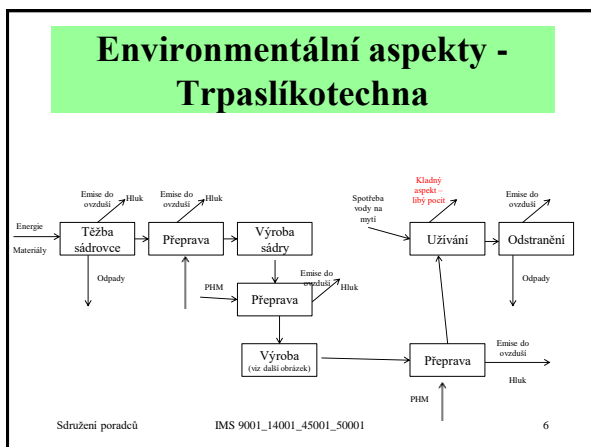 Environmentální aspekty -
Trpaslíkotechna
Energie
Materiály
Těžba
sádrovce
Emise do
ovzduší
Hluk
Odpady
Přeprava
Emise do
ovzduší
Hluk
Výroba
sádry
PHM
Přeprava
Emise do
ovzduší
Hluk
Výroba
(viz další obrázek)
Přeprava
Emise do
ovzduší
Hluk
PHM
Spotřeba
vody na
mytí
Kladný
aspekt –
libý pocit
Užívání
Odstranění
Emise do
ovzduší
Odpady
Sdružení poradců
IMS 9001_14001_45001_50001
6